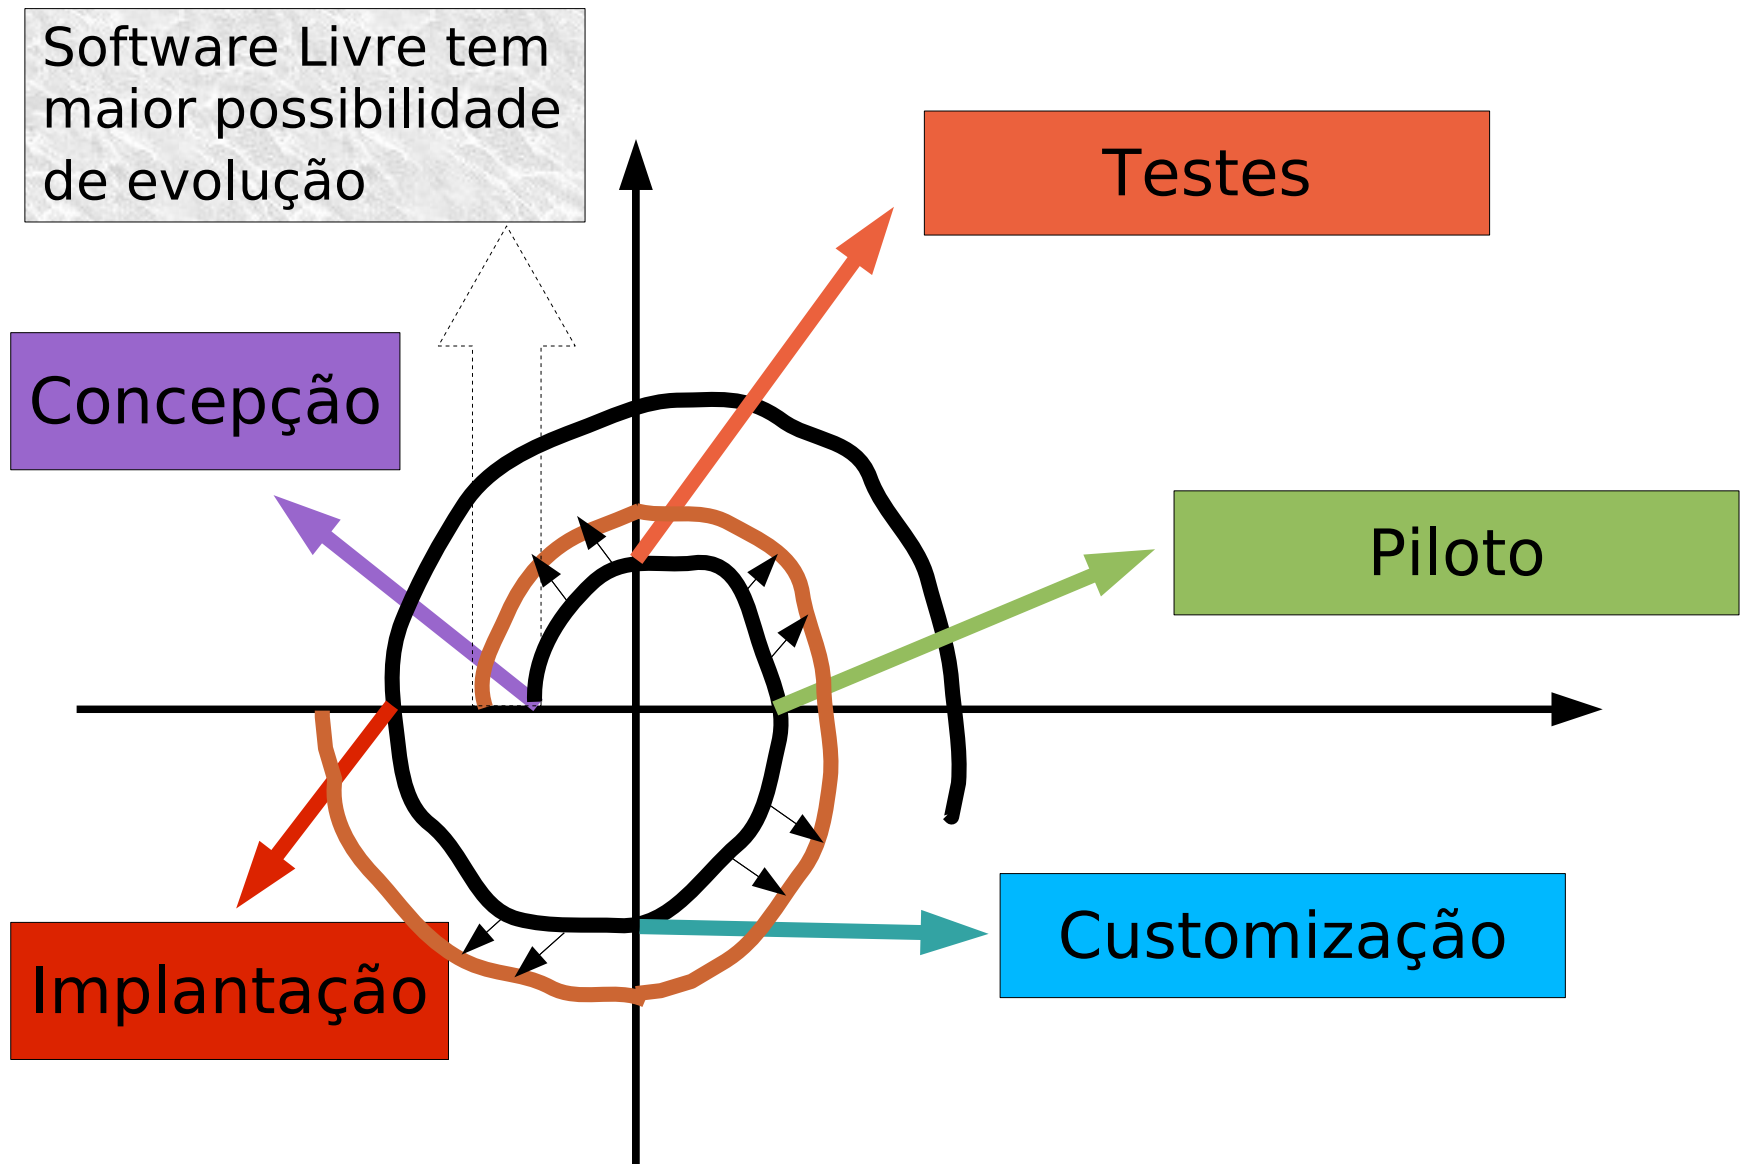 Software Livre tem
maior possibilidade
de evolução
Testes
Concepção
Piloto
Customização
Implantação